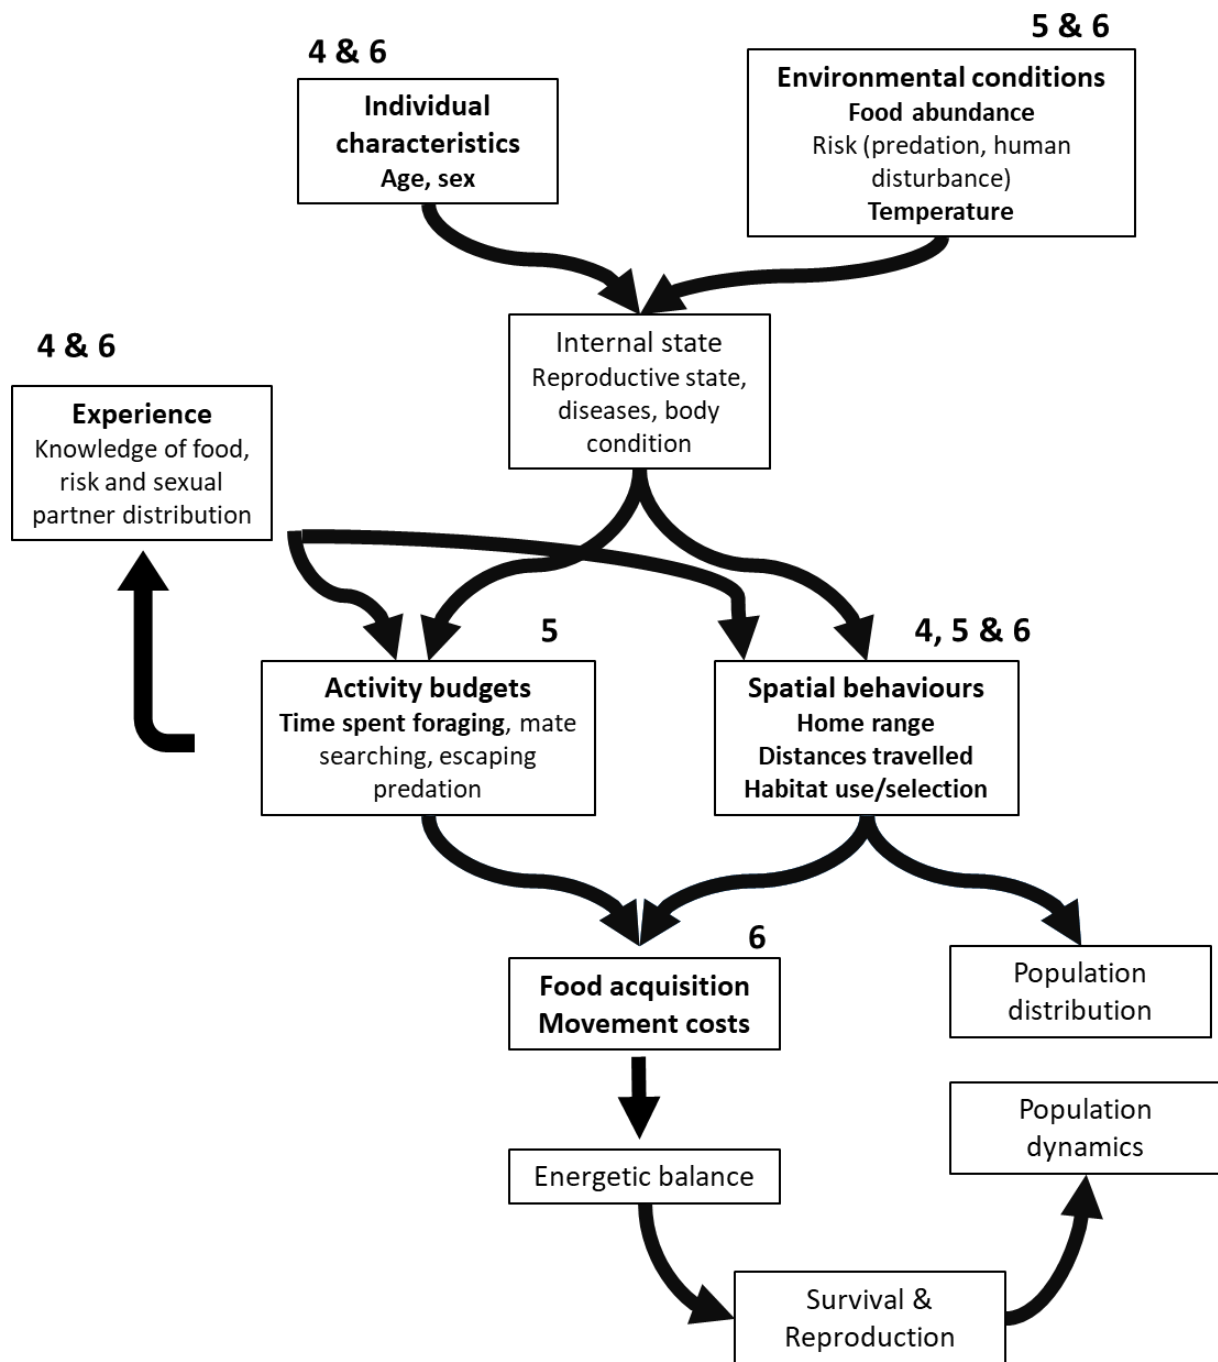 4 & 6
Individual
characteristics
Age, sex
5 & 6
Environmental conditions
Food abundance
Risk (predation, human
disturbance)
Temperature
Internal state
Reproductive state,
diseases, body
condition
4 & 6
Experience
Knowledge of food,
risk and sexual
partner distribution
5
Activity budgets
Time spent foraging, mate
searching, escaping
predation
4, 5 & 6
Spatial behaviours
Home range
Distances travelled
Habitat use/selection
6
Food acquisition
Movement costs
Population
distribution
Energetic balance
Population
dynamics
Survival &
Reproduction